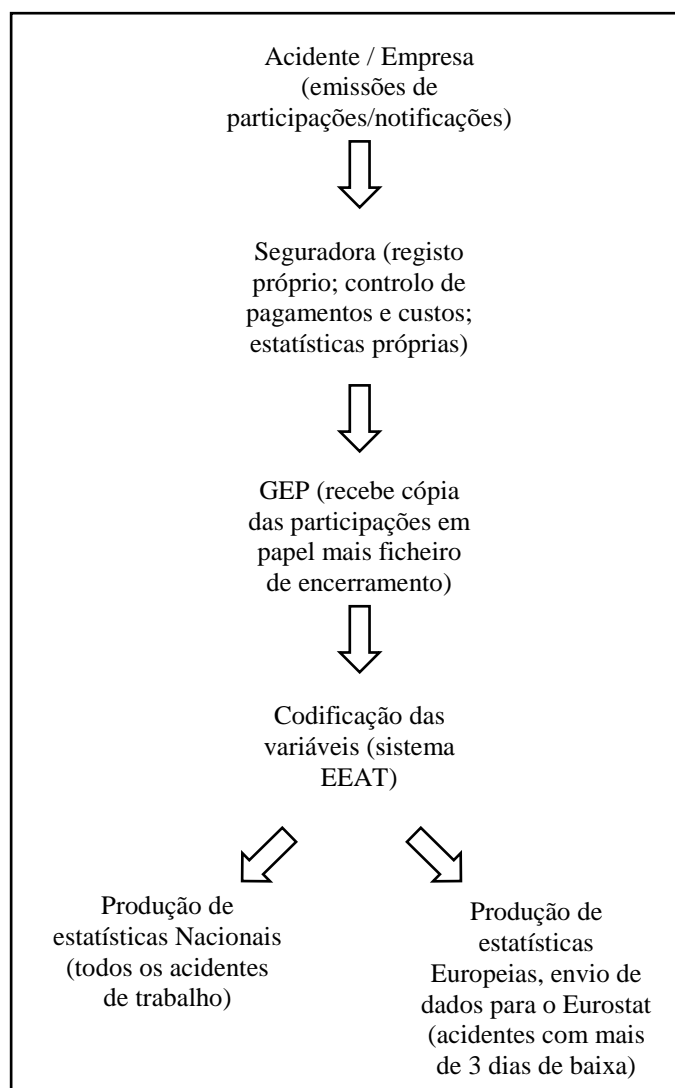 Acidente / Empresa
(emissões de
participações/notificações)
Seguradora (registo
próprio; controlo de
pagamentos e custos;
estatísticas próprias)
GEP (recebe cópia
das participações em
papel mais ficheiro
de encerramento)
Codificação das
variáveis (sistema
EEAT)
Produção de
estatísticas Nacionais
(todos os acidentes
de trabalho)
Produção de
estatísticas
Europeias, envio de
dados para o Eurostat
(acidentes com mais
de 3 dias de baixa)